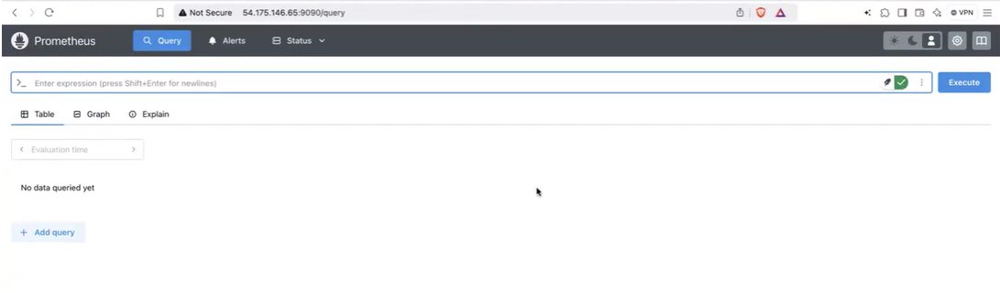 Not Secure 54.175.146.65:9090/query VPN
Prometheus Query Alerts Status
>_ Enter expression (press Shift+Enter for newlines) Execute
Table Graph Explain
< Evaluation time >
No data queried yet
+ Add query